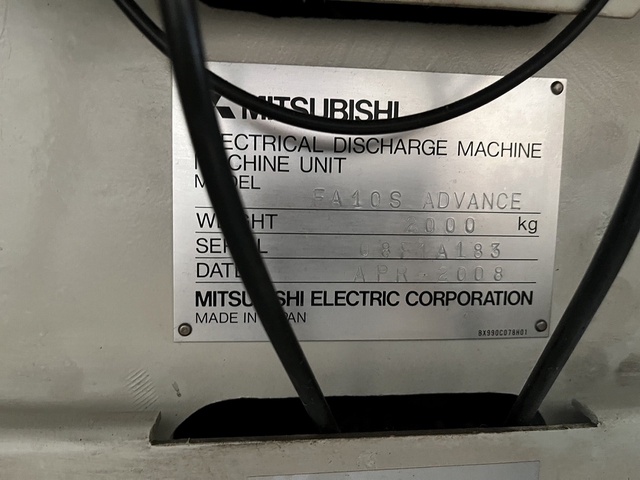 MITSUBISHI
ELECTRICAL DISCHARGE MACHINE
MACHINE UNIT
MODEL FA10S ADVANCE
WEIGHT 2000 kg
SERIAL
DATE APR 2008
MITSUBISHI ELECTRIC CORPORATION
MADE IN JAPAN
BX990C078H01